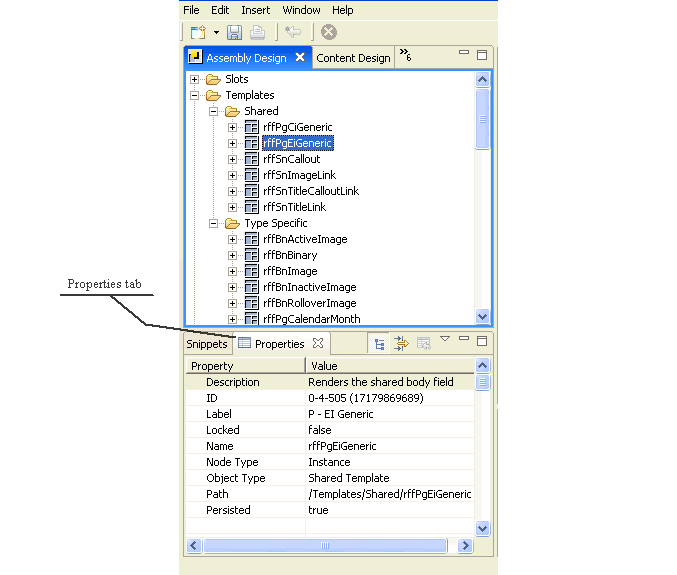 File Edit Insert Window Help
Assembly Design Content Design »6
Slots
Templates
Shared
rffPgCiGeneric
rffPgEiGeneric
rffSnCallout
rffSnImageLink
rffSnTitleCalloutLink
rffSnTitleLink
Type Specific
rffBnActiveImage
rffBnBinary
rffBnImage
rffBnInactiveImage
rffBnRolloverImage
rffPgCalendarMonth
Properties tab
Snippets Properties
Property Value
Description Renders the shared body field
ID 0-4-505 (17179869689)
Label P - EI Generic
Locked false
Name rffPgEiGeneric
Node Type Instance
Object Type Shared Template
Path /Templates/Shared/rffPgEiGeneric
Persisted true